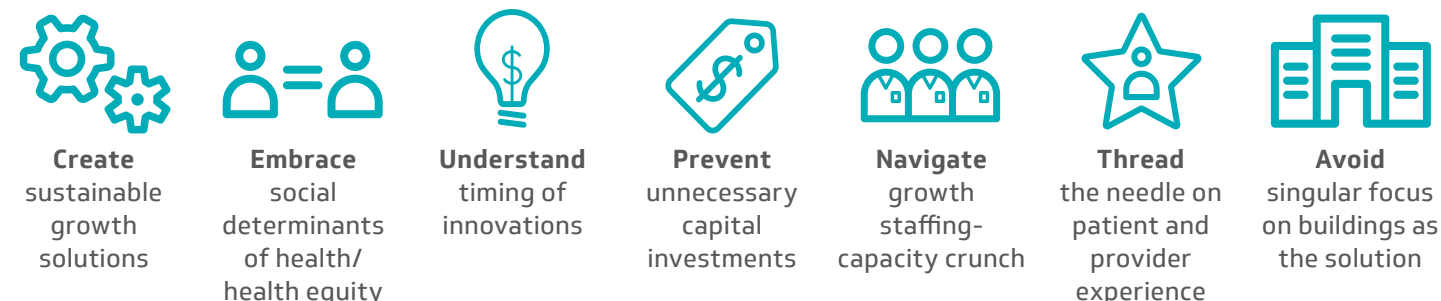 $
$
Create
sustainable
growth
solutions
Embrace
social
determinants
of health/
health equity
Understand
timing of
innovations
Prevent
unnecessary
capital
investments
Navigate
growth
staffing-
capacity crunch
Thread
the needle on
patient and
provider
experience
Avoid
singular focus
on buildings as
the solution